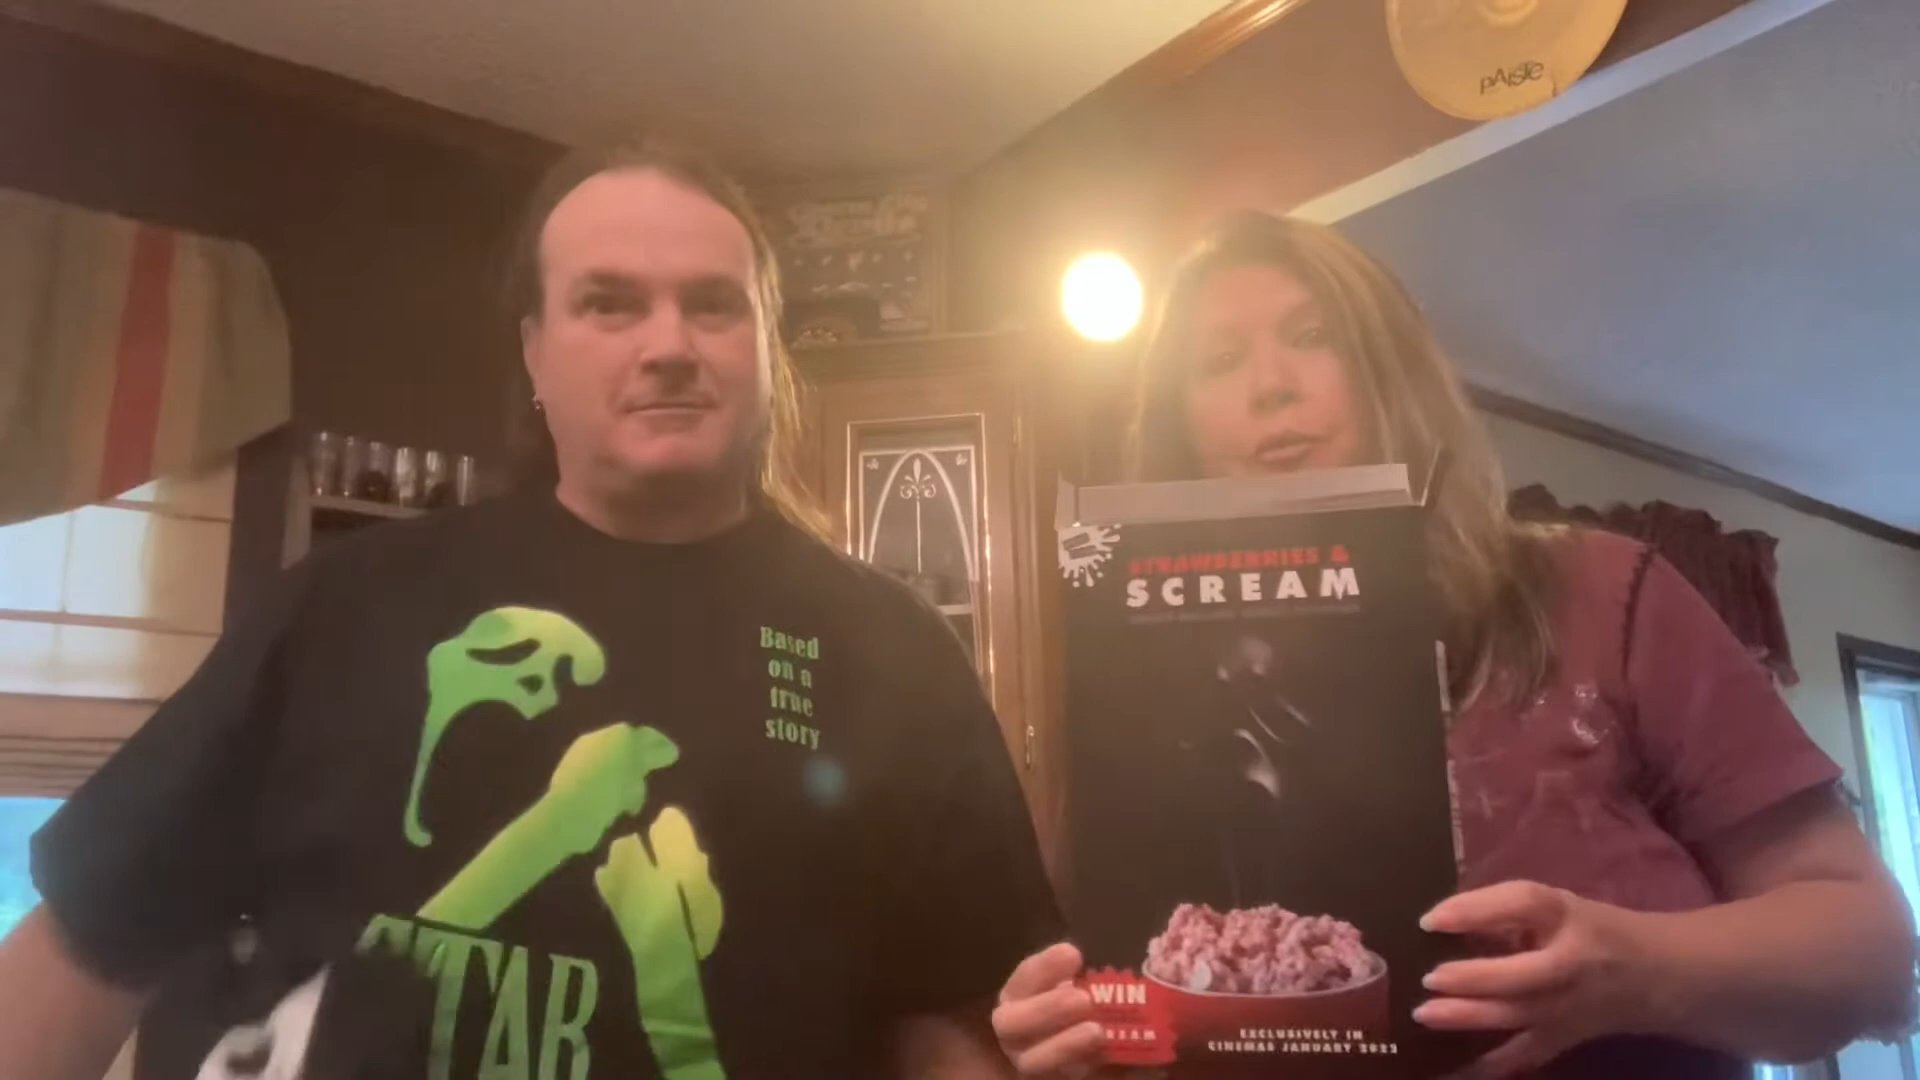 PAISTE
Based
on a
true
story
STAB
STRAWBERRIES &
SCREAM
WIN
SCREAM
EXCLUSIVELY IN
CINEMAS JANUARY 2022